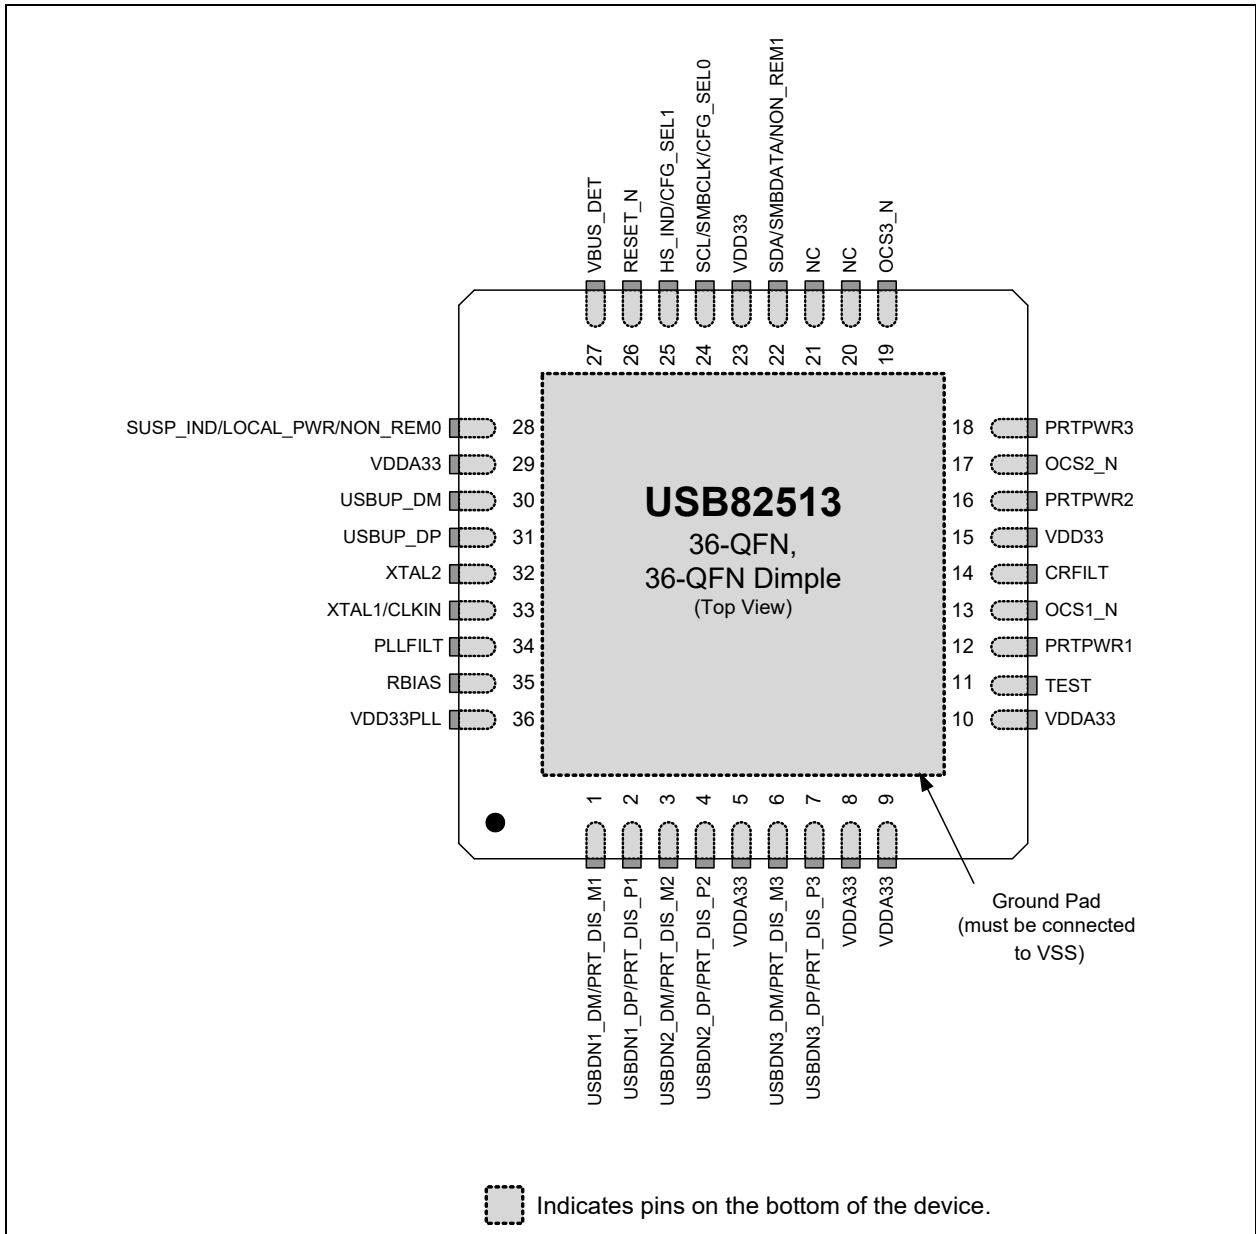 VBUS_DET
RESET_N
HS_IND/CFG_SEL1
SCL/SMBCLK/CFG_SEL0
VDD33
SDA/SMBDATA/NON_REM1
NC
NC
OCS3_N
27
26
25
24
23
22
21
20
19
SUSP_IND/LOCAL_PWR/NON_REM0 28
VDDA33 29
USBUP_DM 30
USBUP_DP 31
XTAL2 32
XTAL1/CLKIN 33
PLLFILT 34
RBIAS 35
VDD33PLL 36
USB82513
36-QFN,
36-QFN Dimple
(Top View)
18 PRTPWR3
17 OCS2_N
16 PRTPWR2
15 VDD33
14 CRFILT
13 OCS1_N
12 PRTPWR1
11 TEST
10 VDDA33
1
2
3
4
5
6
7
8
9
USBDN1_DM/PRT_DIS_M1
USBDN1_DP/PRT_DIS_P1
USBDN2_DM/PRT_DIS_M2
USBDN2_DP/PRT_DIS_P2
VDDA33
USBDN3_DM/PRT_DIS_M3
USBDN3_DP/PRT_DIS_P3
VDDA33
VDDA33
Ground Pad
(must be connected
to VSS)
Indicates pins on the bottom of the device.